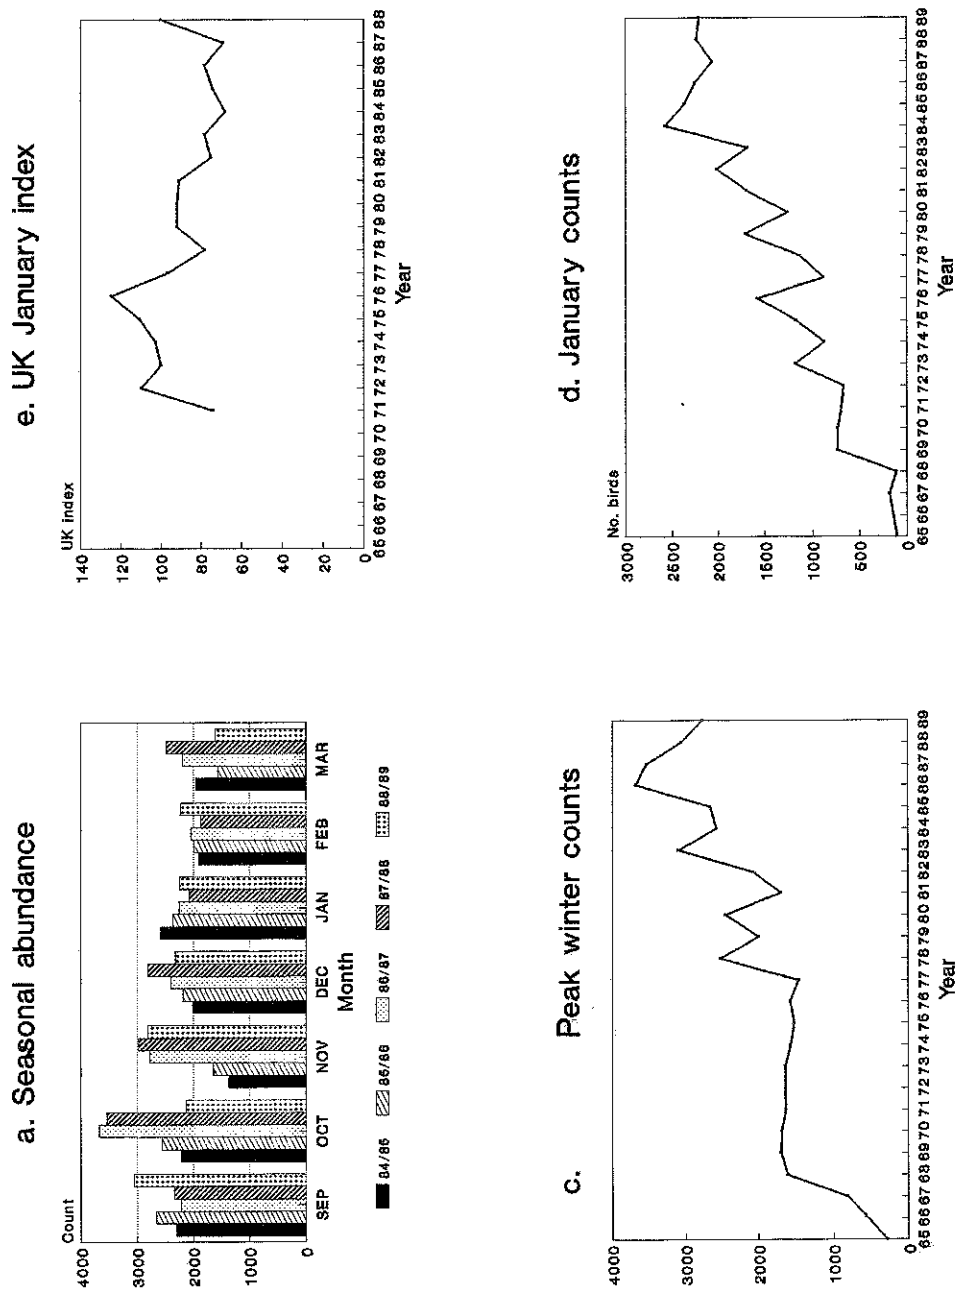 a. Seasonal abundance
Count
4000
3000
2000
1000
0
SEP OCT NOV DEC JAN FEB MAR
Month
84/85 85/86 86/87 87/88 88/89
e. UK January index
UK index
140
120
100
80
60
40
20
0
65 66 67 68 69 70 71 72 73 74 75 76 77 78 79 80 81 82 83 84 85 86 87 88
Year
c. Peak winter counts
4000
3000
2000
1000
0
65 66 67 68 69 70 71 72 73 74 75 76 77 78 79 80 81 82 83 84 85 86 87 88 89
Year
d. January counts
No. birds
3000
2500
2000
1500
1000
500
0
65 66 67 68 69 70 71 72 73 74 75 76 77 78 79 80 81 82 83 84 85 86 87 88 89
Year